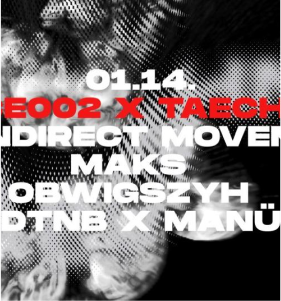 01.14.
E002 X TAECH
NDIRECT MOVEM
MAKS
OBWIGSZYH
DTNB X MANÜ